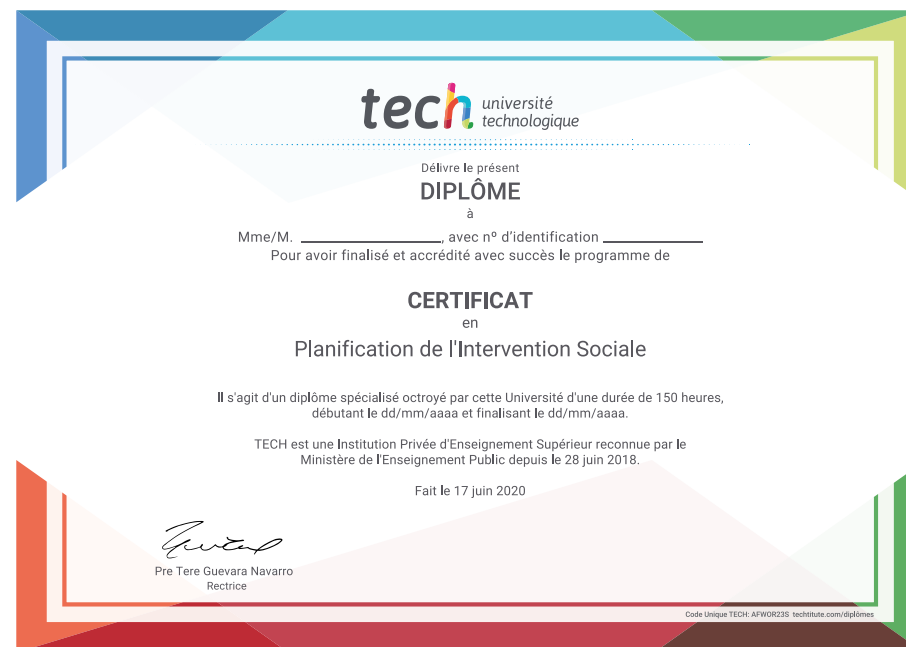 tech université
technologique
Délivre le présent
DIPLÔME
à
Mme/M. ____________________, avec nº d'identification ______________
Pour avoir finalisé et accrédité avec succès le programme de
CERTIFICAT
en
Planification de l'Intervention Sociale
Il s'agit d'un diplôme spécialisé octroyé par cette Université d'une durée de 150 heures,
débutant le dd/mm/aaaa et finalisant le dd/mm/aaaa.
TECH est une Institution Privée d'Enseignement Supérieur reconnue par le
Ministère de l'Enseignement Public depuis le 28 juin 2018.
Fait le 17 juin 2020
Pre Tere Guevara Navarro
Rectrice
Code Unique TECH: AFWOR23S techtitute.com/diplômes